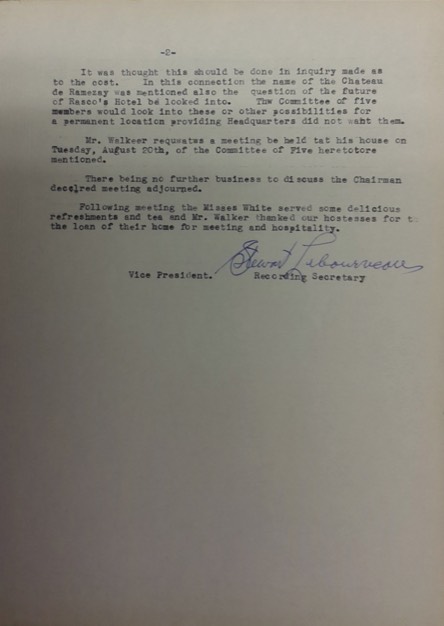 -2-
It was thought this should be done in inquiry made as
to the cost. In this connection the name of the Chateau
de Ramezay was mentioned also the question of the future
of Rasco's Hotel be looked into. Thw Committee of five
members would look into these or other possibilities for
a permanent location providing Headquarters did not want them.
Mr. Walkeer requwatws a meeting be held tat his house on
Tuesday, August 20th, of the Committee of Five heretotore
mentioned.
There being no further business to discuss the Chairman
decalred meeting adjourned.
Following meeting the Misses White served some delicious
refreshments and tea and Mr. Walker thanked our hostesses for t
the loan of their home for meeting and hospitality.
Stewart Lebourveau
Vice President. Recording Secretary